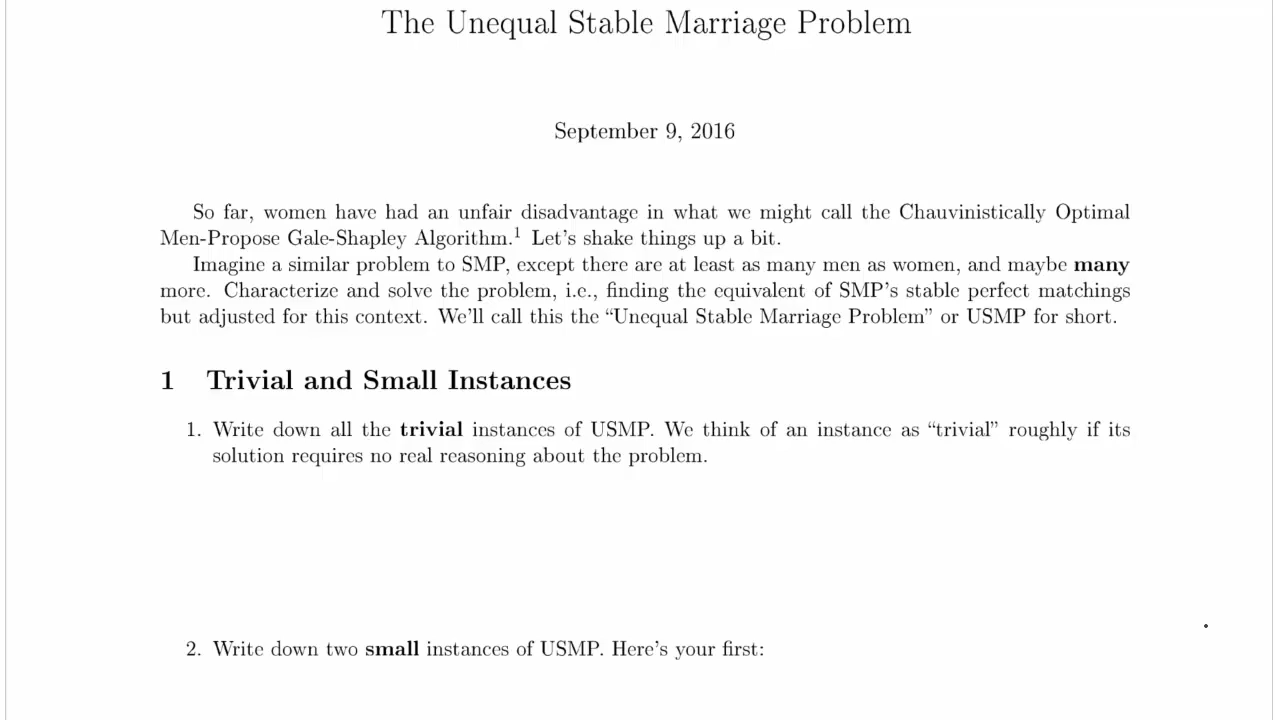 The Unequal Stable Marriage Problem
September 9, 2016
So far, women have had an unfair disadvantage in what we might call the Chauvinistically Optimal
Men-Propose Gale-Shapley Algorithm.¹ Let's shake things up a bit.
Imagine a similar problem to SMP, except there are at least as many men as women, and maybe many
more. Characterize and solve the problem, i.e., finding the equivalent of SMP's stable perfect matchings
but adjusted for this context. We'll call this the “Unequal Stable Marriage Problem” or USMP for short.
1 Trivial and Small Instances
1. Write down all the trivial instances of USMP. We think of an instance as “trivial” roughly if its
solution requires no real reasoning about the problem.
2. Write down two small instances of USMP. Here's your first: